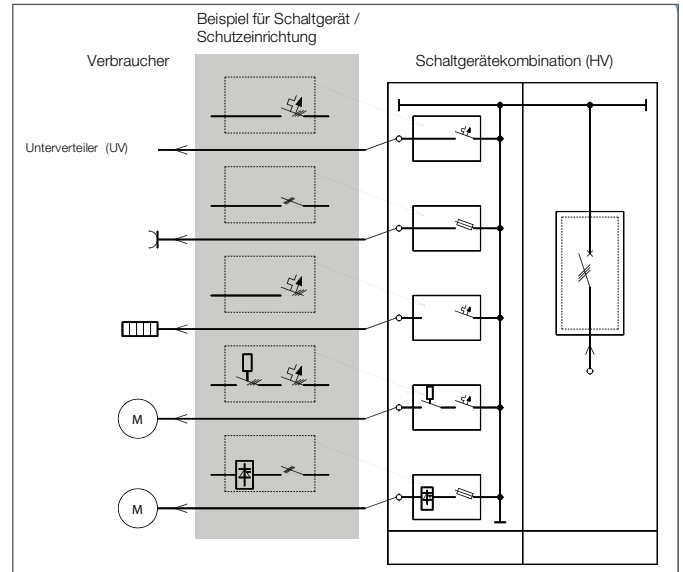 Beispiel für Schaltgerät /
Schutzeinrichtung
Verbraucher
Schaltgerätekombination (HV)
Unterverteiler (UV)
M
M